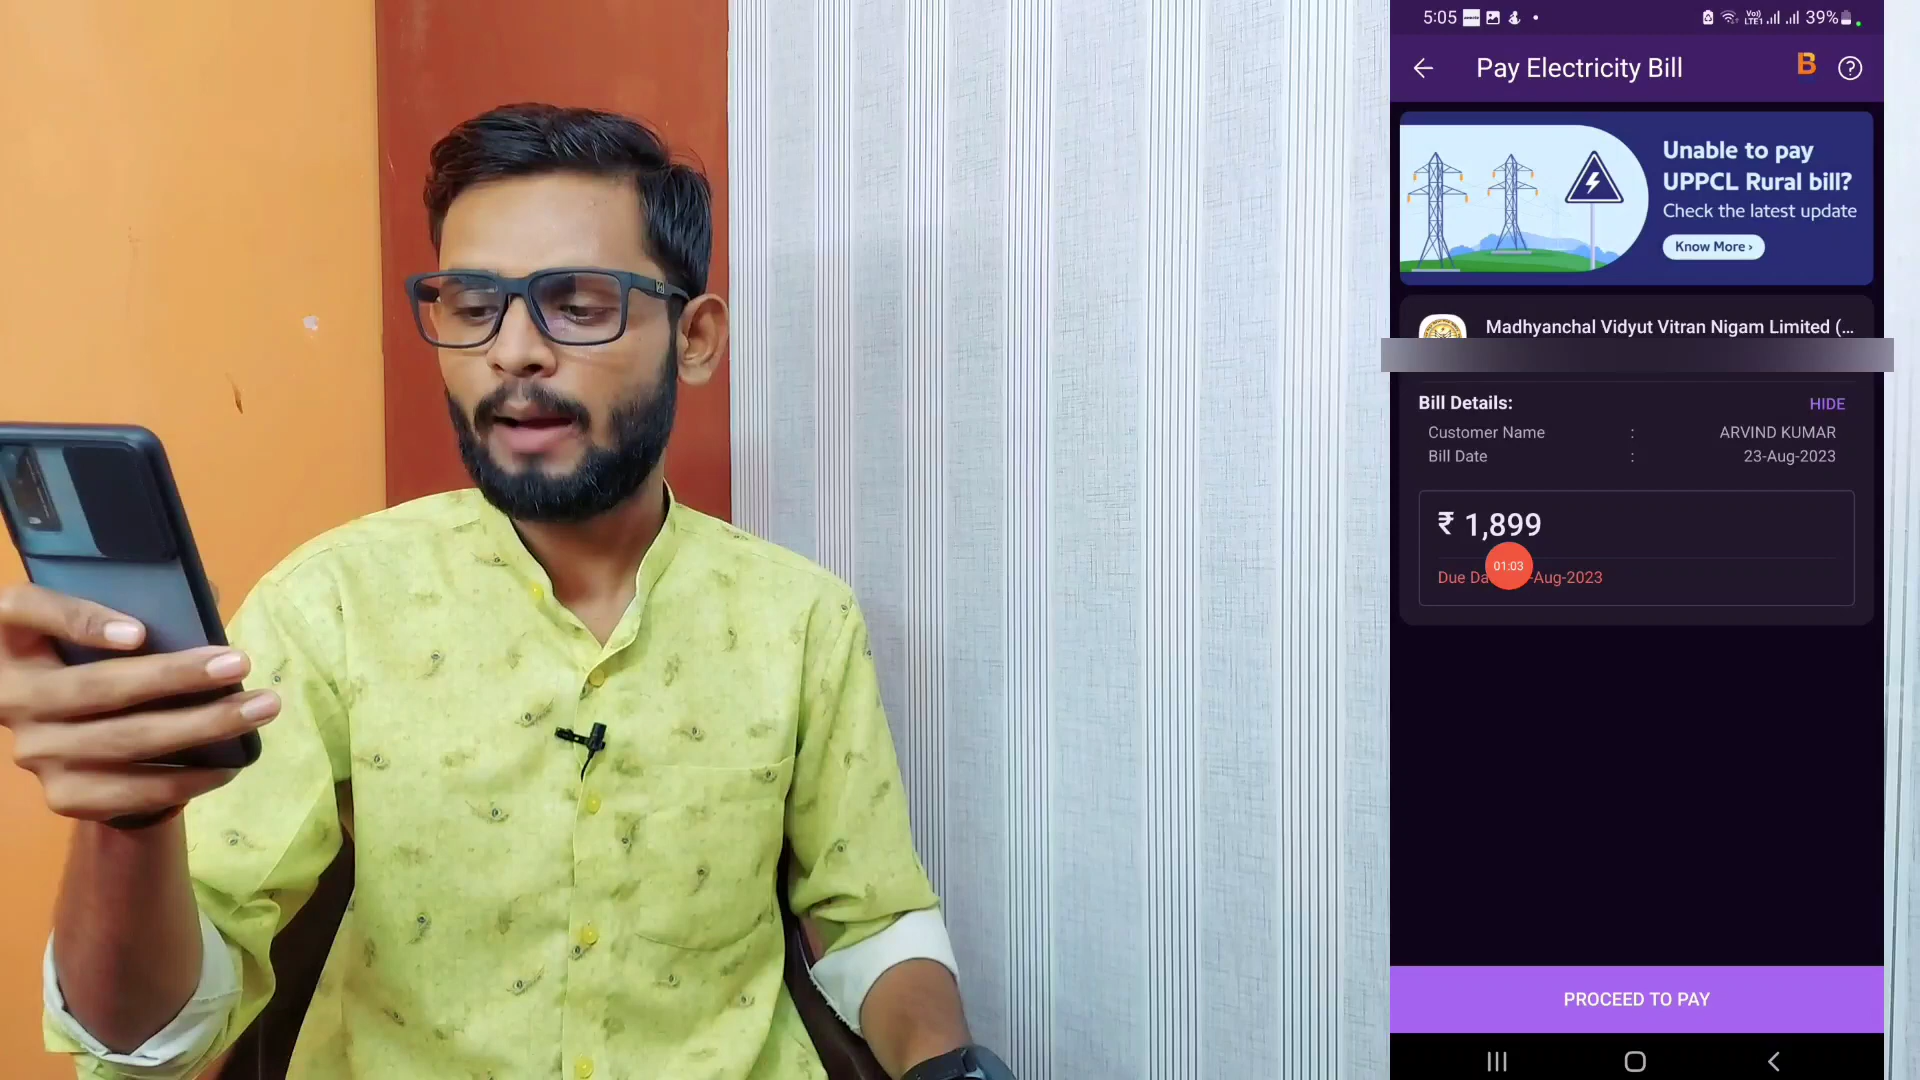 5:05
Vo))
LTE1
39%
Pay Electricity Bill
B
Unable to pay
UPPCL Rural bill?
Check the latest update
Know More ›
Madhyanchal Vidyut Vitran Nigam Limited (...
Bill Details:
HIDE
Customer Name : ARVIND KUMAR
Bill Date : 23-Aug-2023
₹ 1,899
01:03
Due -Aug-2023
PROCEED TO PAY